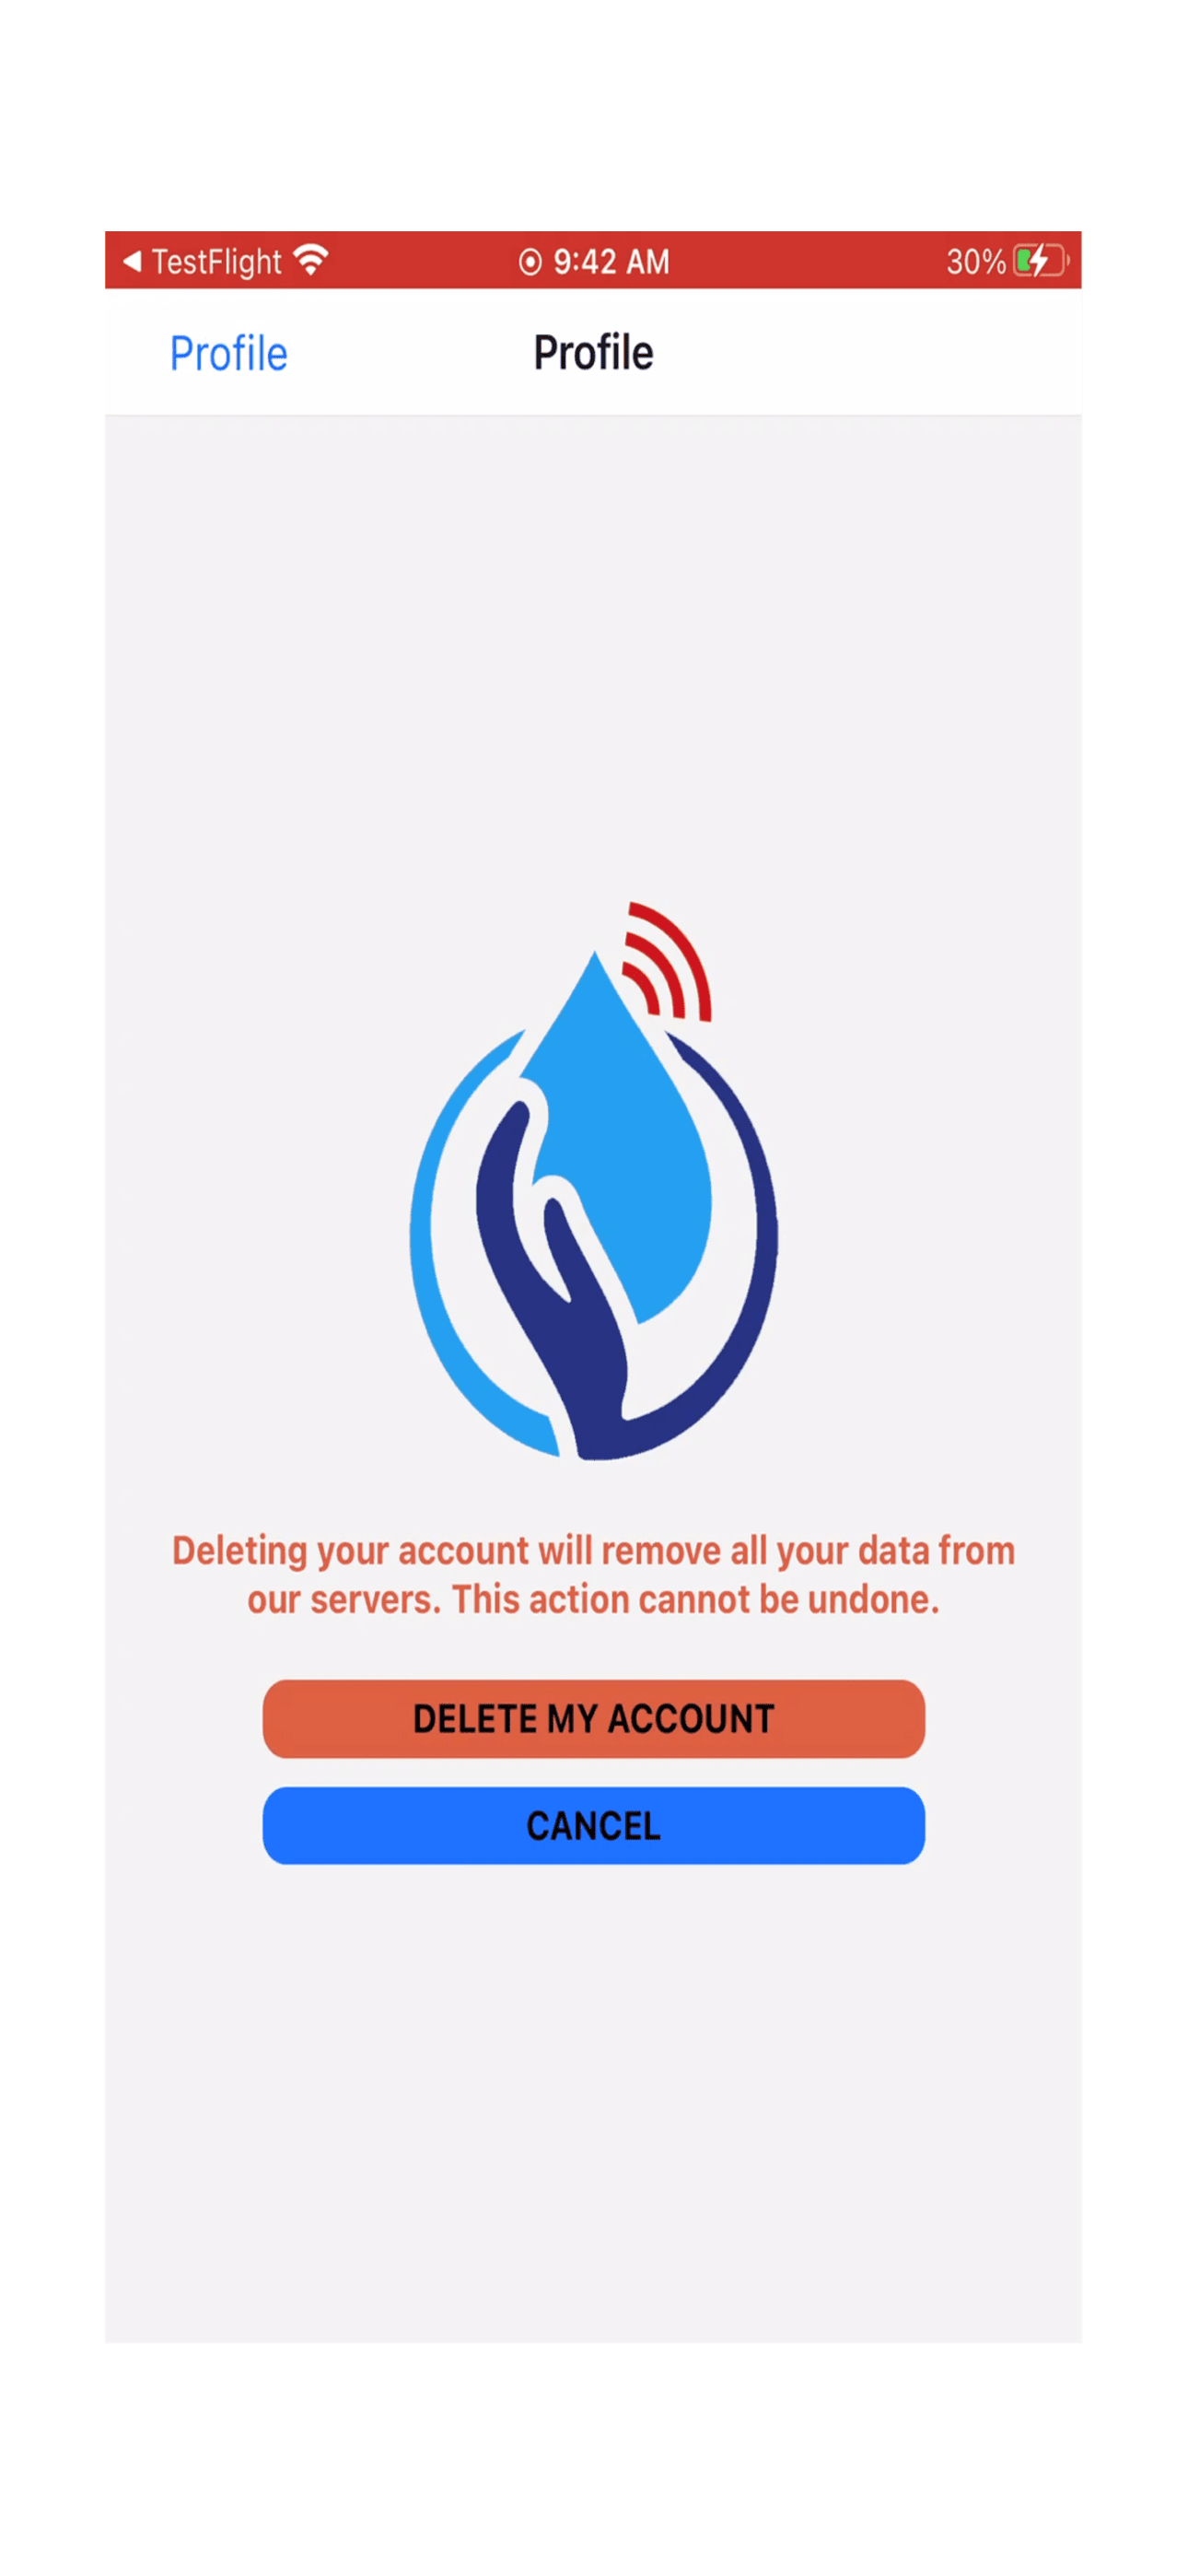 TestFlight 9:42 AM 30%
Profile Profile
Deleting your account will remove all your data from
our servers. This action cannot be undone.
DELETE MY ACCOUNT
CANCEL